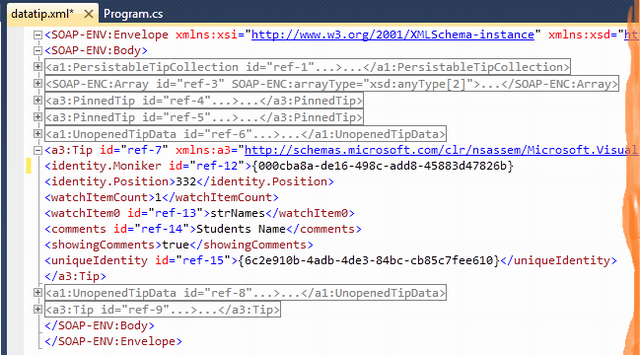 datatip.xml* × Program.cs
<SOAP-ENV:Envelope xmlns:xsi="http://www.w3.org/2001/XMLSchema-instance" xmlns:xsd="ht
<SOAP-ENV:Body>
<a1:PersistableTipCollection id="ref-1"...>...</a1:PersistableTipCollection>
<SOAP-ENC:Array id="ref-3" SOAP-ENC:arrayType="xsd:anyType[2]">...</SOAP-ENC:Array>
<a3:PinnedTip id="ref-4"...>...</a3:PinnedTip>
<a3:PinnedTip id="ref-5"...>...</a3:PinnedTip>
<a1:UnopenedTipData id="ref-6"...>...</a1:UnopenedTipData>
<a3:Tip id="ref-7" xmlns:a3="http://schemas.microsoft.com/clr/nsassem/Microsoft.Visual
<identity.Moniker id="ref-12">{000cba8a-de16-498c-add8-45883d47826b}
<identity.Position>332</identity.Position>
<watchItemCount>1</watchItemCount>
<watchItem0 id="ref-13">strNames</watchItem0>
<comments id="ref-14">Students Name</comments>
<showingComments>true</showingComments>
<uniqueIdentity id="ref-15">{6c2e910b-4adb-4de3-84bc-cb85c7fee610}</uniqueIdentity>
</a3:Tip>
<a1:UnopenedTipData id="ref-8"...>...</a1:UnopenedTipData>
<a3:Tip id="ref-9"...>...</a3:Tip>
</SOAP-ENV:Body>
</SOAP-ENV:Envelope>